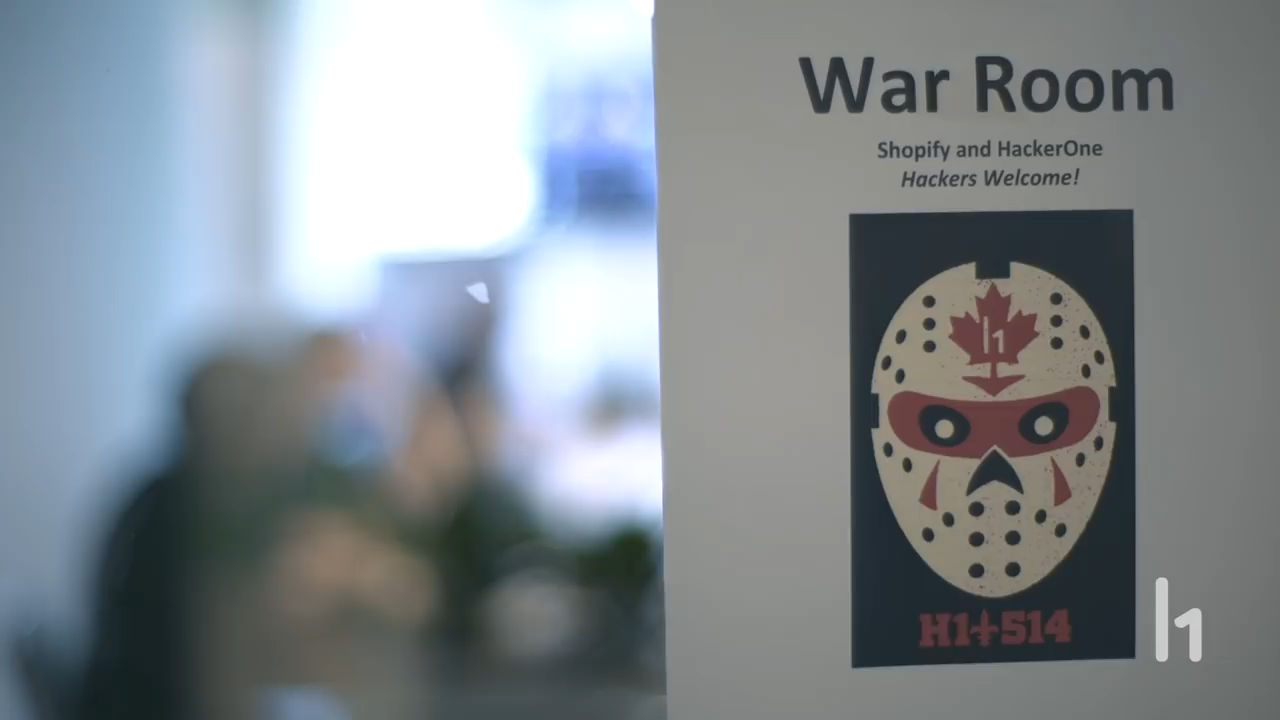 War Room
Shopify and HackerOne
Hackers Welcome!
h1
H1 514
h1